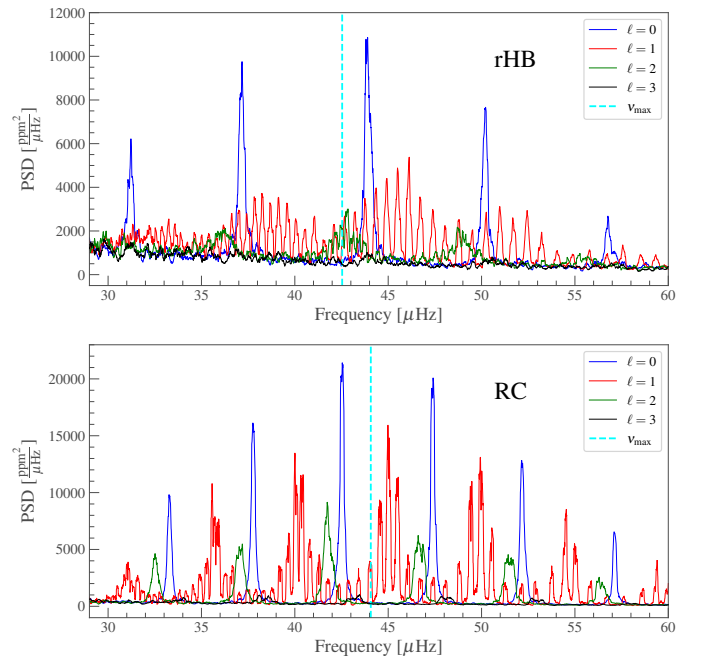 12000
10000
8000
6000
4000
2000
0
PSD [ppm²/μHz]
rHB
ℓ = 0
ℓ = 1
ℓ = 2
ℓ = 3
ν_max
30 35 40 45 50 55 60
Frequency [μHz]
20000
15000
10000
5000
0
PSD [ppm²/μHz]
RC
ℓ = 0
ℓ = 1
ℓ = 2
ℓ = 3
ν_max
30 35 40 45 50 55 60
Frequency [μHz]